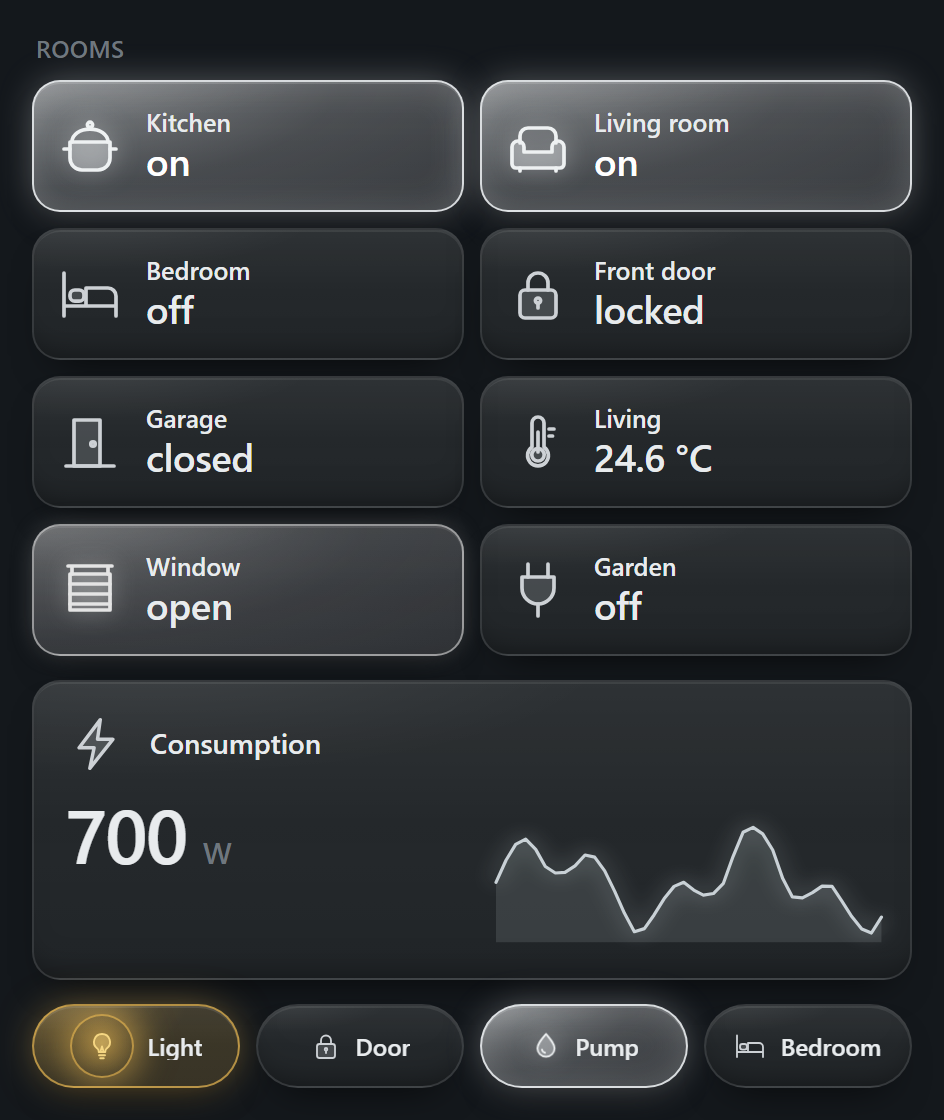 ROOMS
Kitchen
on
Living room
on
Bedroom
off
Front door
locked
Garage
closed
Living
24.6 °C
Window
open
Garden
off
Consumption
700 W
Light
Door
Pump
Bedroom